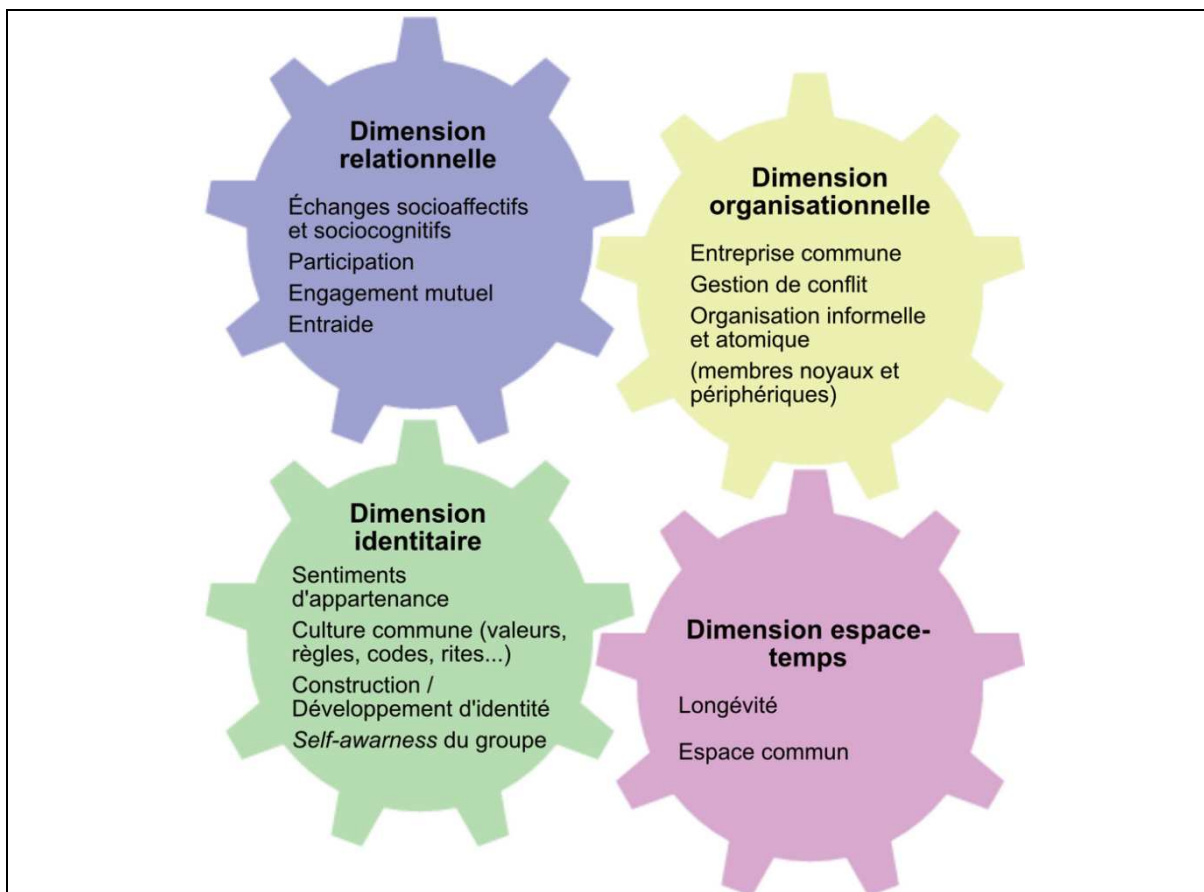 Dimension
relationnelle
Échanges socioaffectifs
et sociocognitifs
Participation
Engagement mutuel
Entraide
Dimension
organisationnelle
Entreprise commune
Gestion de conflit
Organisation informelle
et atomique
(membres noyaux et
périphériques)
Dimension
identitaire
Sentiments
d'appartenance
Culture commune (valeurs,
règles, codes, rites...)
Construction /
Développement d'identité
Self-awarness du groupe
Dimension espace-
temps
Longévité
Espace commun